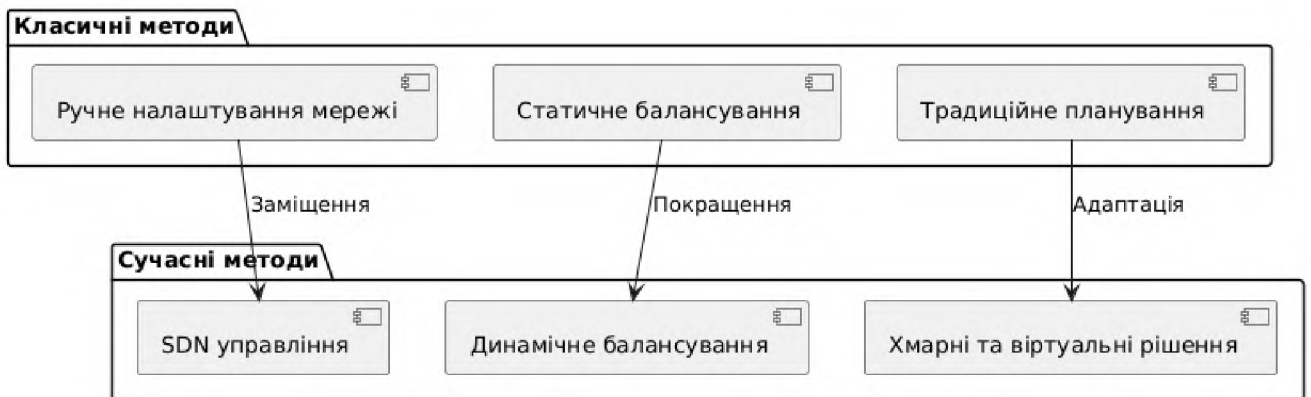 Класичні методи
Ручне налаштування мережі
Статичне балансування
Традиційне планування
Заміщення
Покращення
Адаптація
Сучасні методи
SDN управління
Динамічне балансування
Хмарні та віртуальні рішення